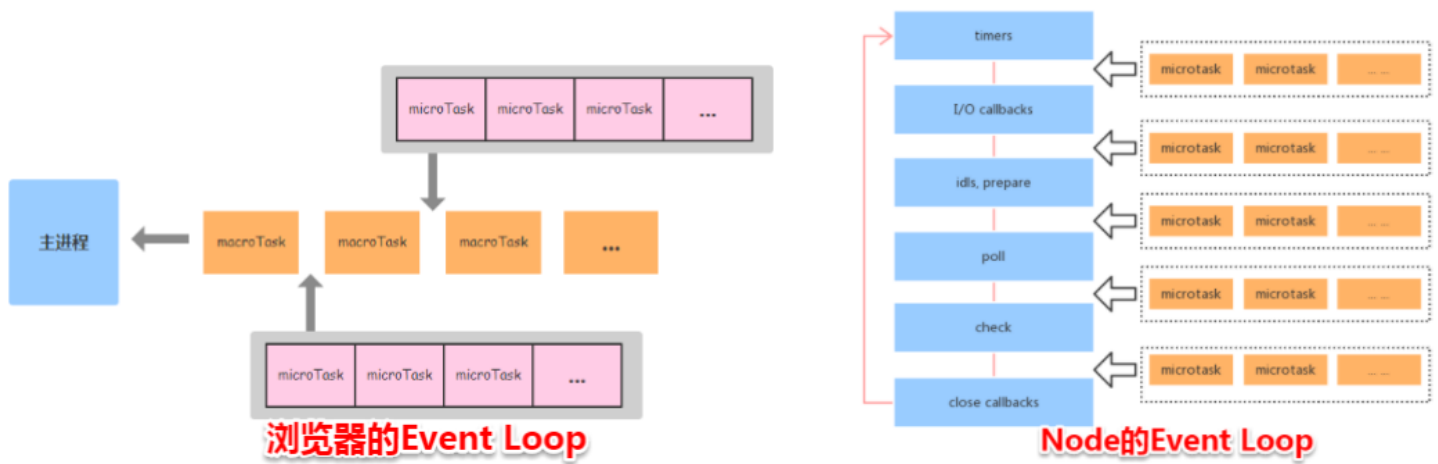 microTask microTask microTask ...
主进程 macroTask macroTask macroTask ...
microTask microTask microTask ...
浏览器的Event Loop
timers
microtask microtask ... ...
I/O callbacks
microtask microtask ... ...
idls, prepare
microtask microtask ... ...
poll
microtask microtask ... ...
check
microtask microtask ... ...
close callbacks
Node的Event Loop